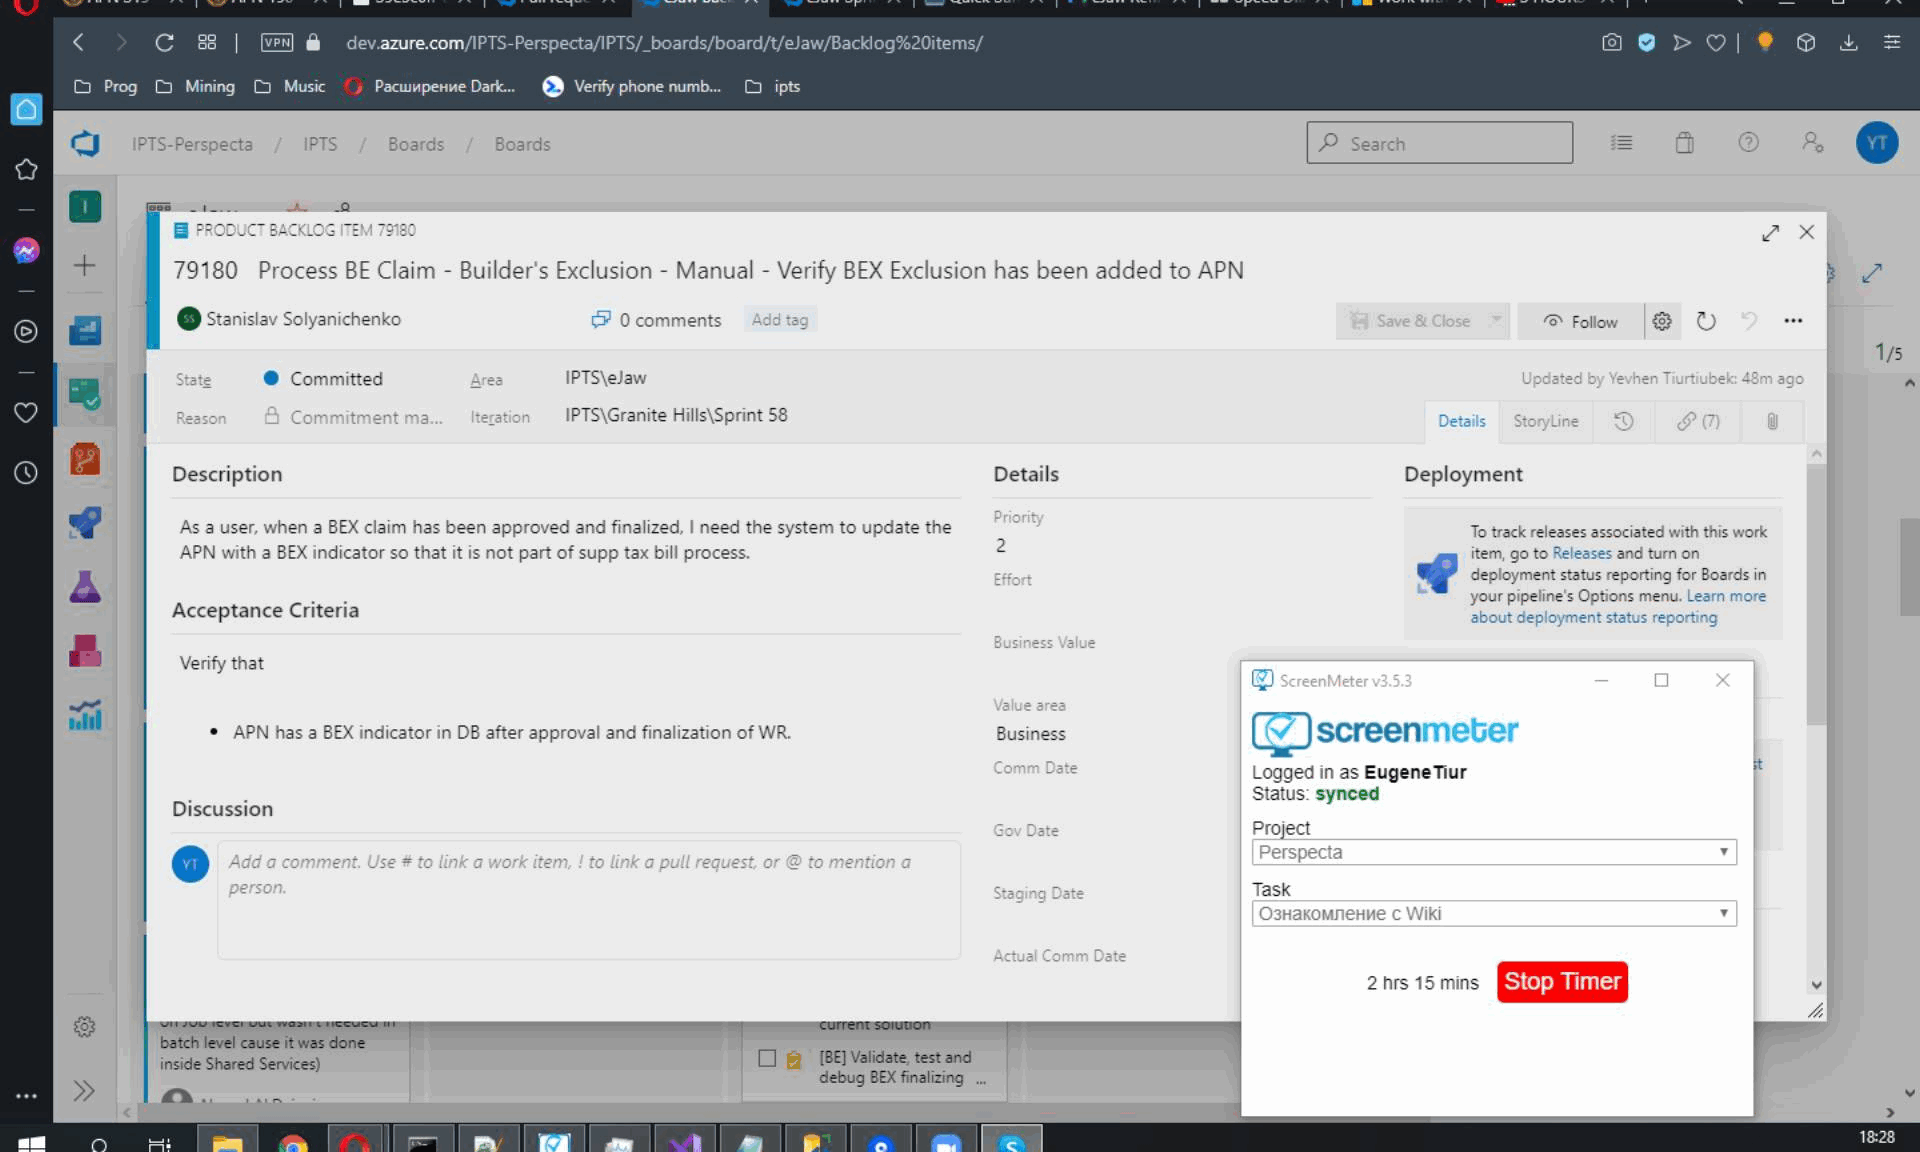 VPN
dev.azure.com/IPTS-Perspecta/IPTS/_boards/board/t/eJaw/Backlog%20items/
Prog
Mining
Music
Расширение Dark...
Verify phone numb...
ipts
IPTS-Perspecta / IPTS / Boards / Boards
Search
YT
I
PRODUCT BACKLOG ITEM 79180
79180 Process BE Claim - Builder's Exclusion - Manual - Verify BEX Exclusion has been added to APN
SS Stanislav Solyanichenko
0 comments
Add tag
Save & Close
Follow
1/5
State
Committed
Area
IPTS\eJaw
Updated by Yevhen Tiurtiubek: 48m ago
Reason
Commitment ma...
Iteration
IPTS\Granite Hills\Sprint 58
Details
StoryLine
(7)
Description
As a user, when a BEX claim has been approved and finalized, I need the system to update the
APN with a BEX indicator so that it is not part of supp tax bill process.
Acceptance Criteria
Verify that
• APN has a BEX indicator in DB after approval and finalization of WR.
Discussion
YT
Add a comment. Use # to link a work item, ! to link a pull request, or @ to mention a
person.
Details
Priority
2
Effort
Business Value
Value area
Business
Comm Date
Gov Date
Staging Date
Actual Comm Date
Deployment
To track releases associated with this work
item, go to Releases and turn on
deployment status reporting for Boards in
your pipeline's Options menu. Learn more
about deployment status reporting
st
ScreenMeter v3.5.3
screenmeter
Logged in as EugeneTiur
Status: synced
Project
Perspecta
Task
Ознакомление с Wiki
2 hrs 15 mins
Stop Timer
on Job level but wasn't needed in
batch level cause it was done
inside Shared Services)
current solution
[BE] Validate, test and
debug BEX finalizing ...
18:28